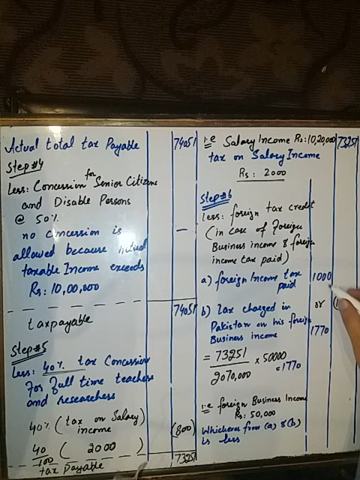 Actual total tax Payable 74051
Step#4
Less: Concession for Senior Citizens
and Disable Persons
@ 50%
no concession is
allowed because actual
taxable Income exceeds
Rs: 10,00,000
—
74051
taxpayable
Step#5
Less: 40% tax Concession
For full time teachers
and researchers
40% (tax on Salary income)
40/100 (2000) (800)
tax payable 73251
i.e Salary Income Rs: 10,20,000 73251
tax on Salary Income
Rs: 2000
Step#6
Less: foreign tax credit
(in case of Foreign
Business income & foreign
income tax paid)
a) foreign Income tax 1000
paid
or
b) Tax charged in
Pakistan on his foreign
Business income 1770
= 73251/2070,000 × 50000
= 1770
i.e foreign Business Income
Rs: 50,000
Whichever from (a) & (b)
is less